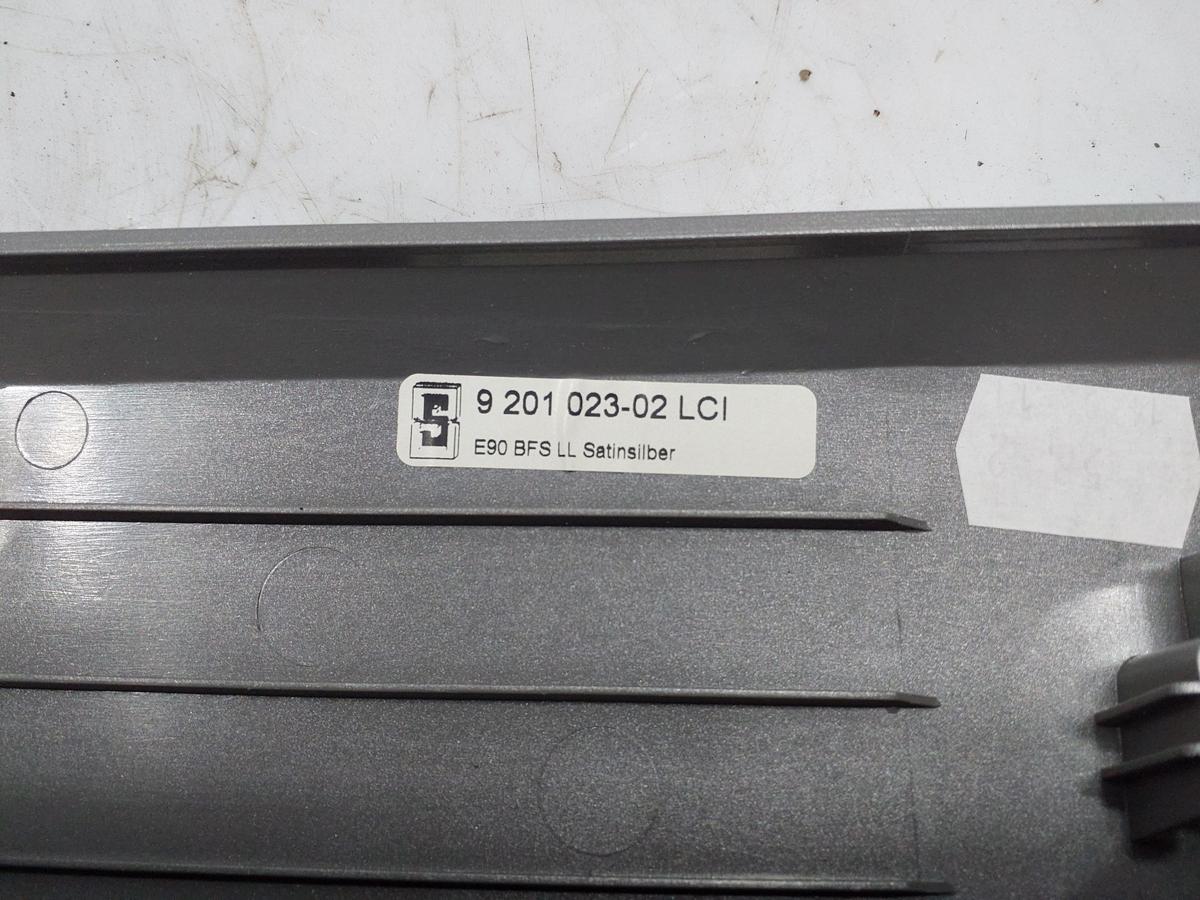 S
9 201 023-02 LCI
E90 BFS LL Satinsilber